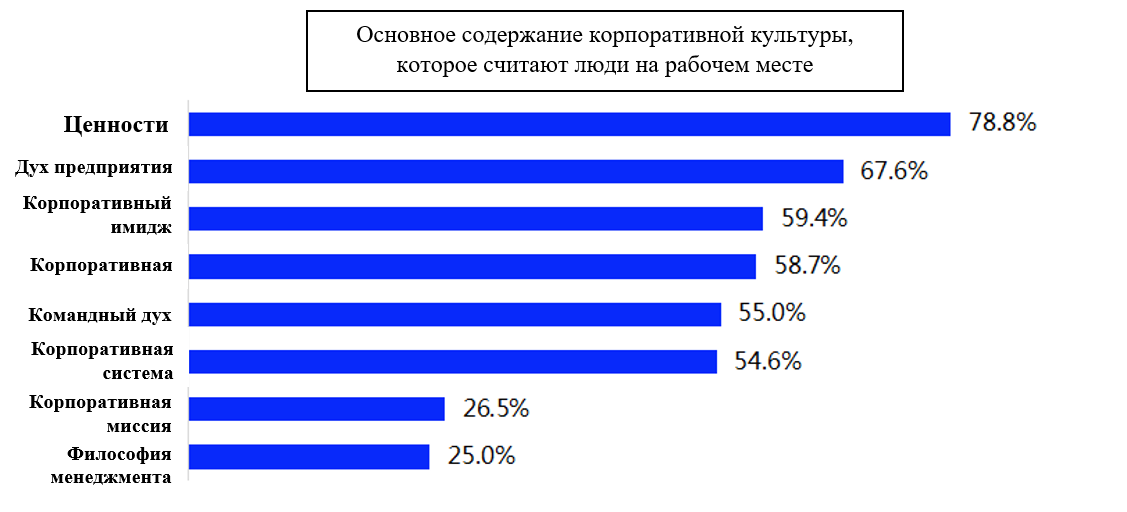 Основное содержание корпоративной культуры,
которое считают люди на рабочем месте
Ценности
78.8%
Дух предприятия
67.6%
Корпоративный
имидж
59.4%
Корпоративная
58.7%
Командный дух
55.0%
Корпоративная
система
54.6%
Корпоративная
миссия
26.5%
Философия
менеджмента
25.0%